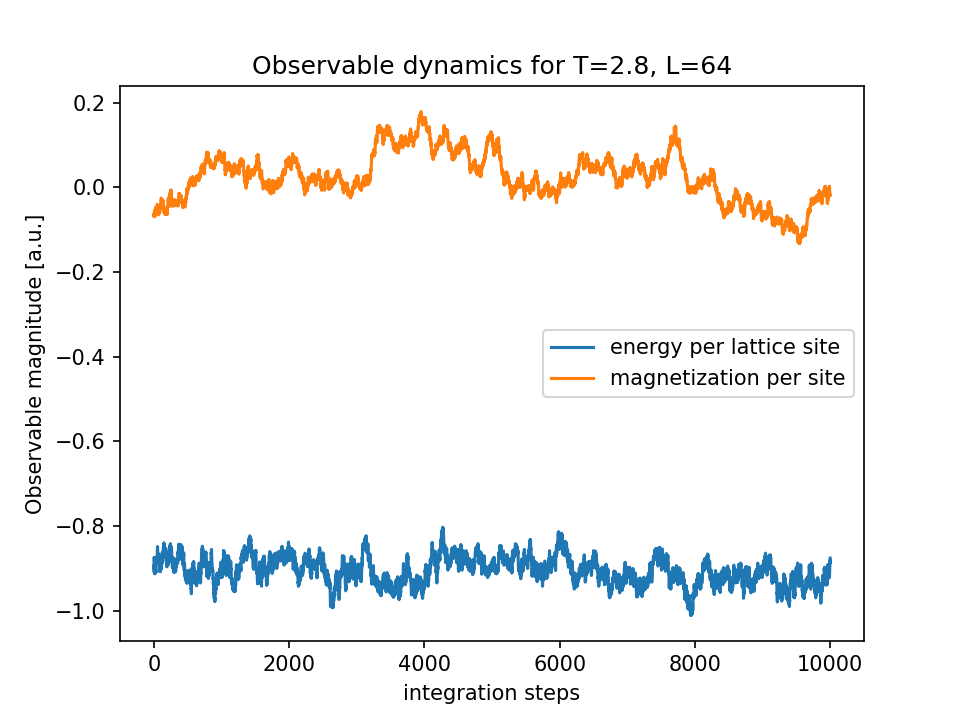 Observable dynamics for T=2.8, L=64
Observable magnitude [a.u.]
0.2
0.0
−0.2
−0.4
−0.6
−0.8
−1.0
energy per lattice site
magnetization per site
0 2000 4000 6000 8000 10000
integration steps